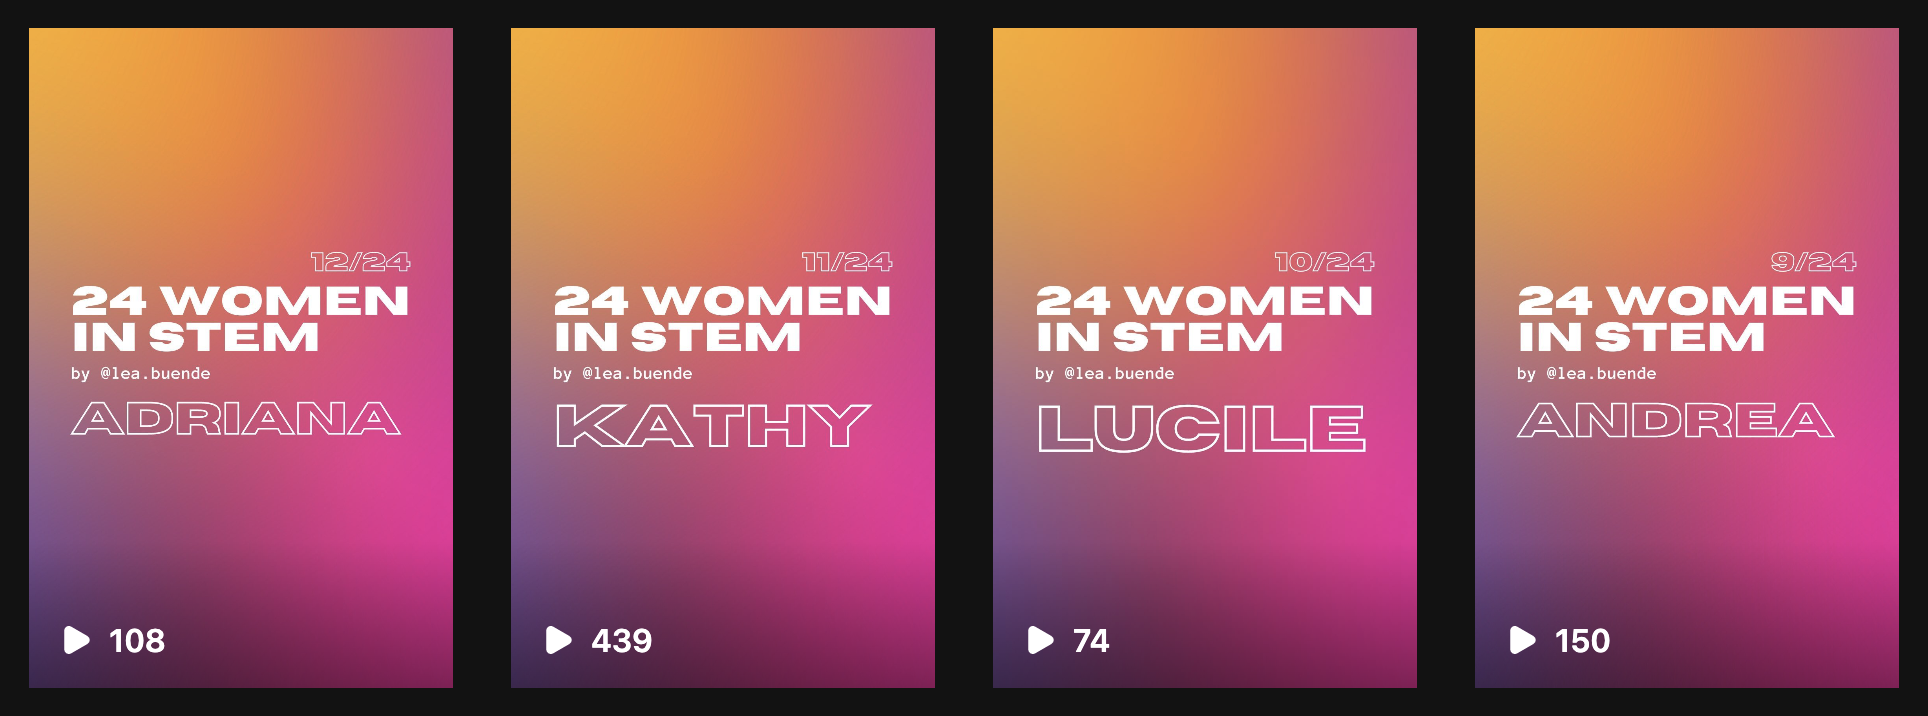 12/24
24 WOMEN
IN STEM
by @lea.buende
ADRIANA
108
11/24
24 WOMEN
IN STEM
by @lea.buende
KATHY
439
10/24
24 WOMEN
IN STEM
by @lea.buende
LUCILE
74
9/24
24 WOMEN
IN STEM
by @lea.buende
ANDREA
150